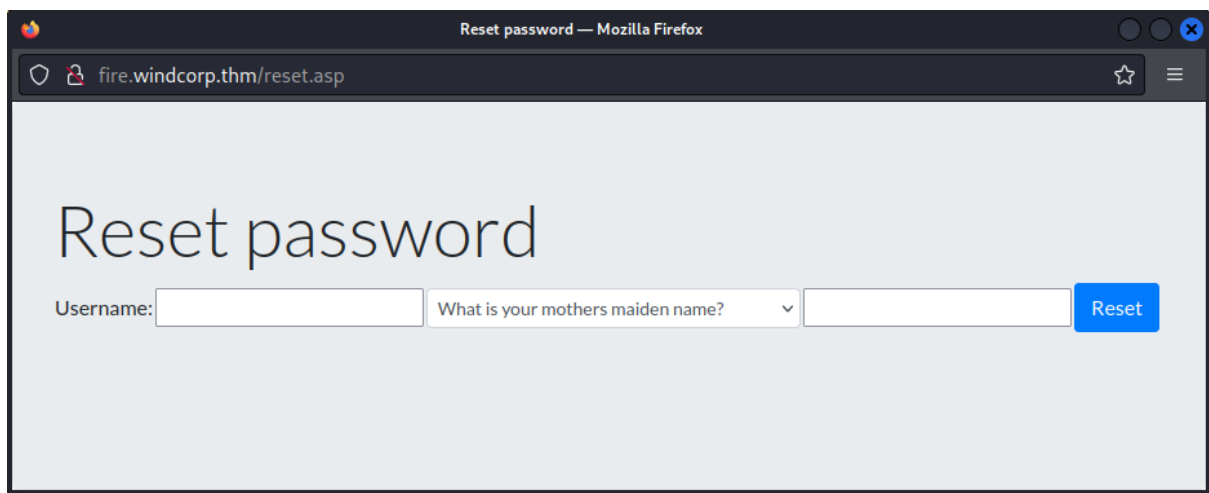 Reset password — Mozilla Firefox
fire.windcorp.thm/reset.asp
Reset password
Username: What is your mothers maiden name? Reset